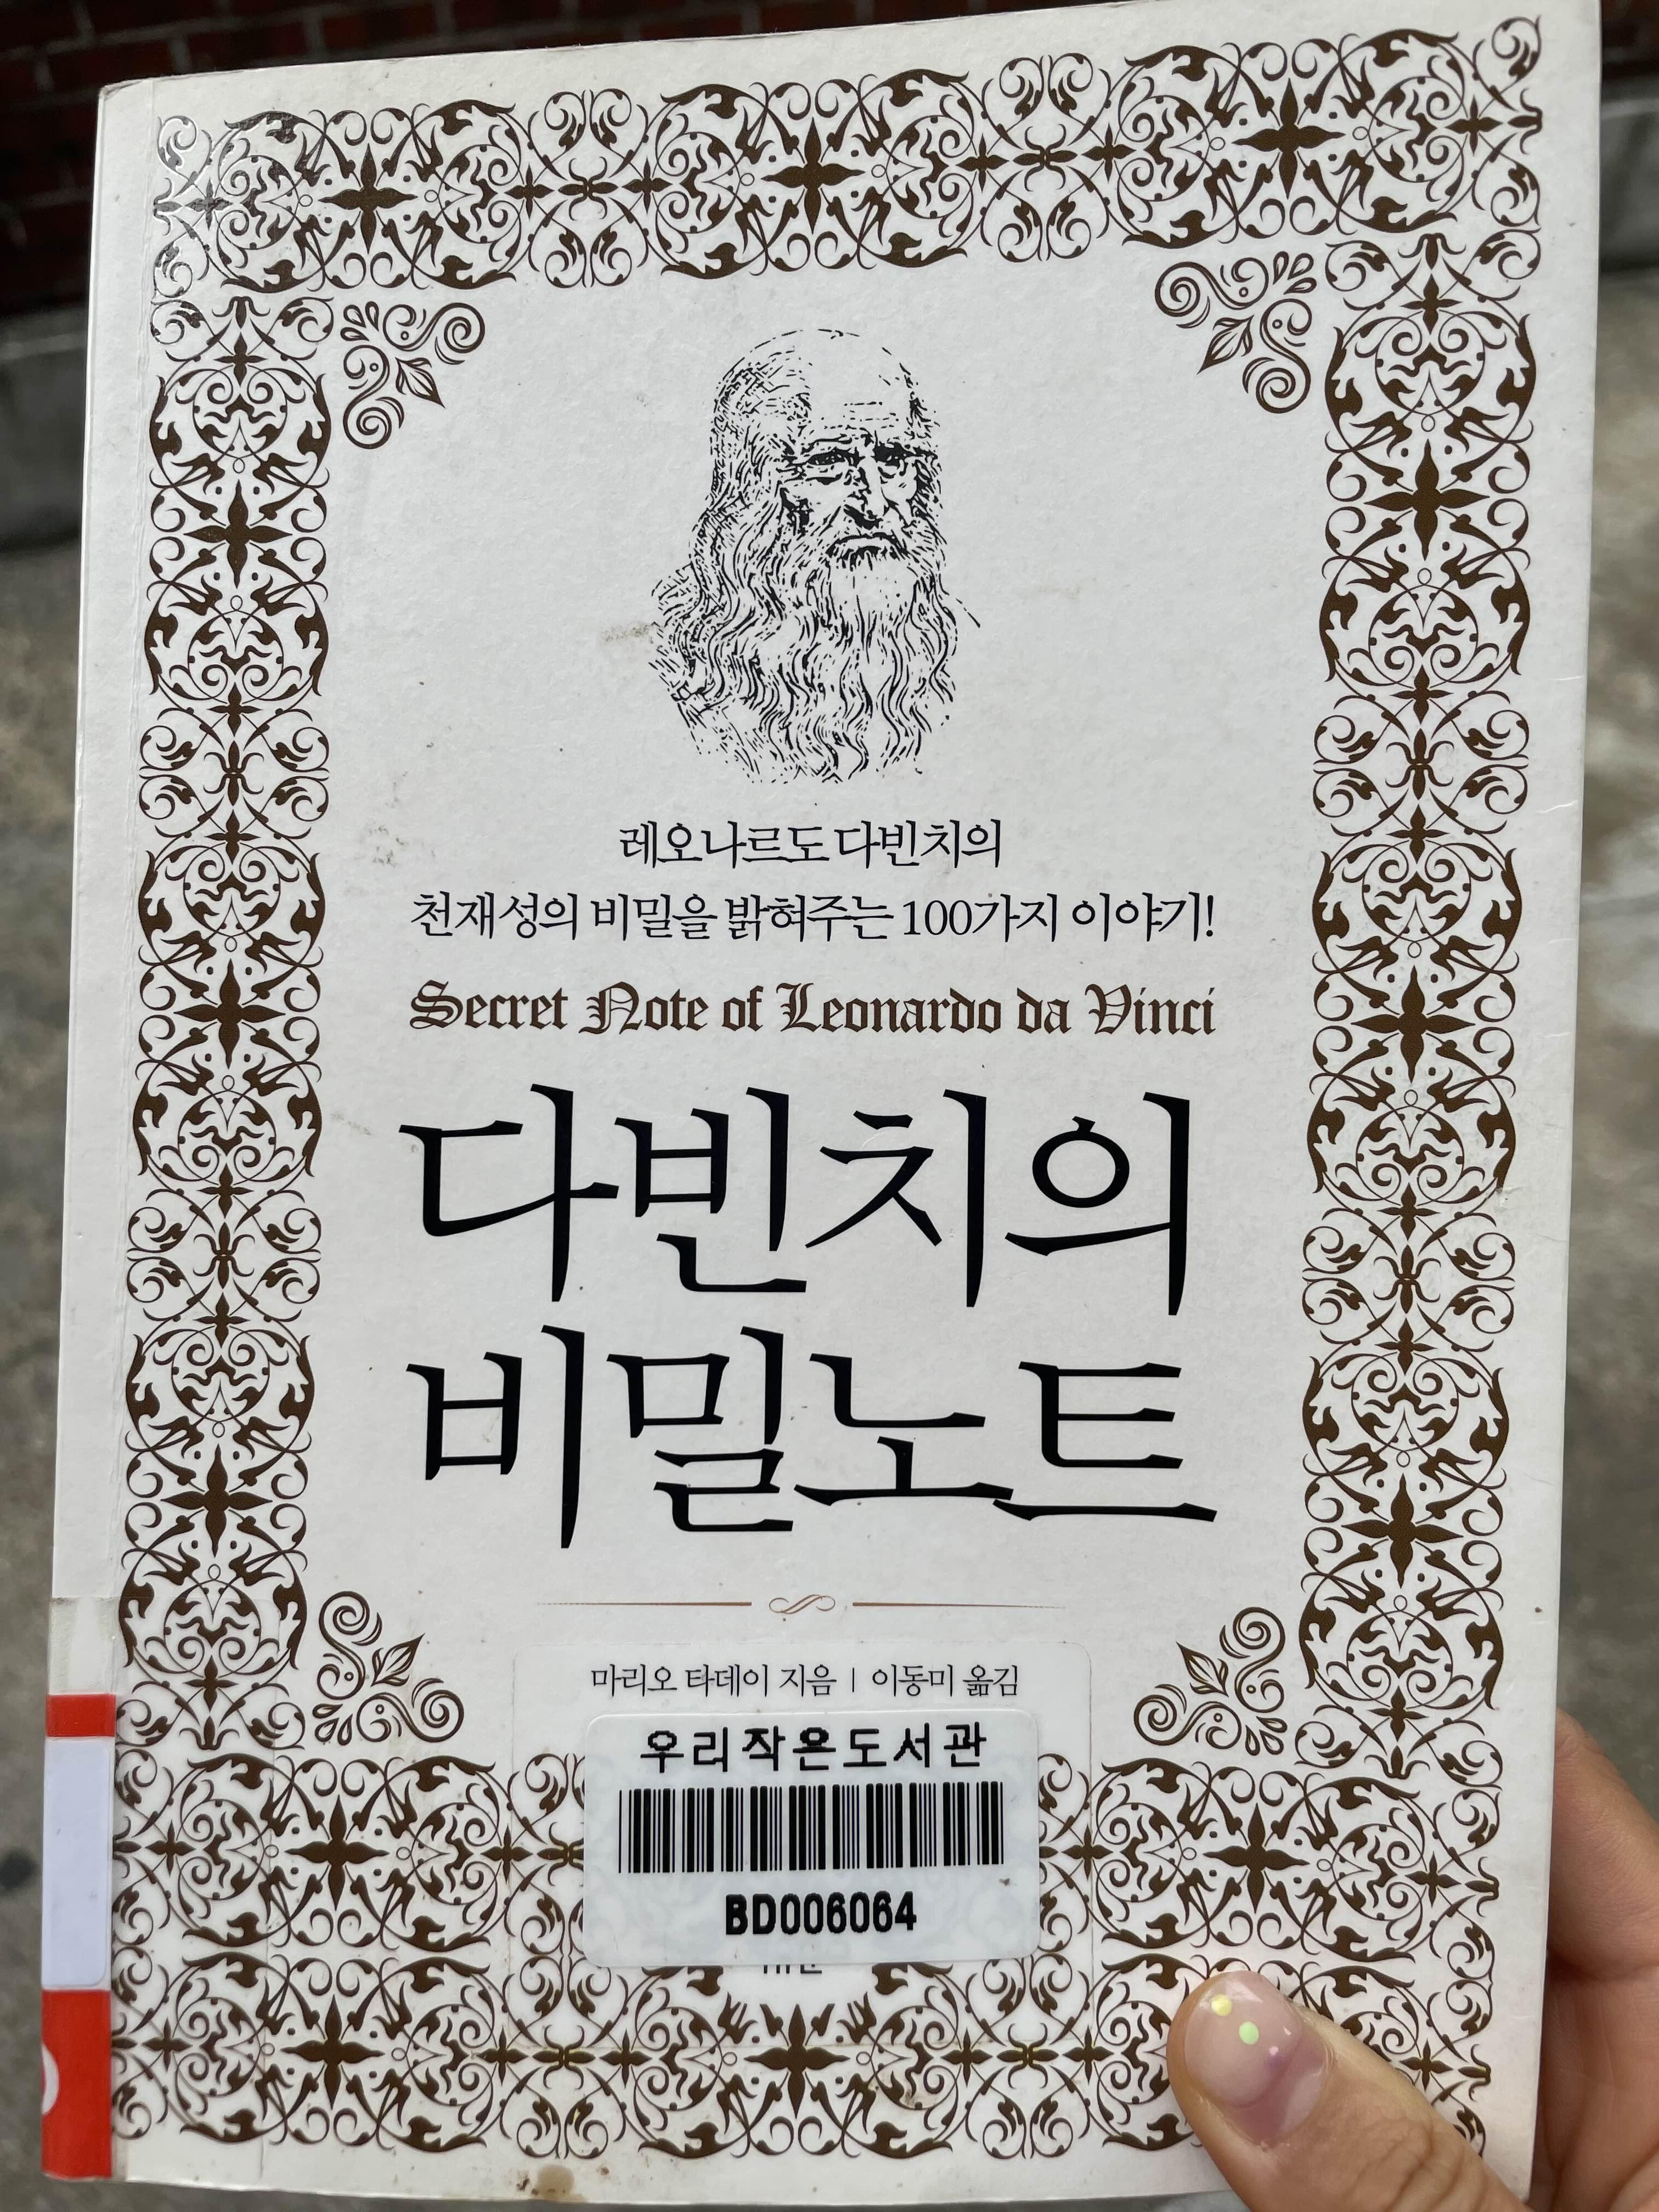 레오나르도 다빈치의
천재성의 비밀을 밝혀주는 100가지 이야기!
Secret Note of Leonardo da Vinci
다빈치의
비밀노트
마리오 타데이 지음 | 이동미 옮김
우리작은도서관
BD006064